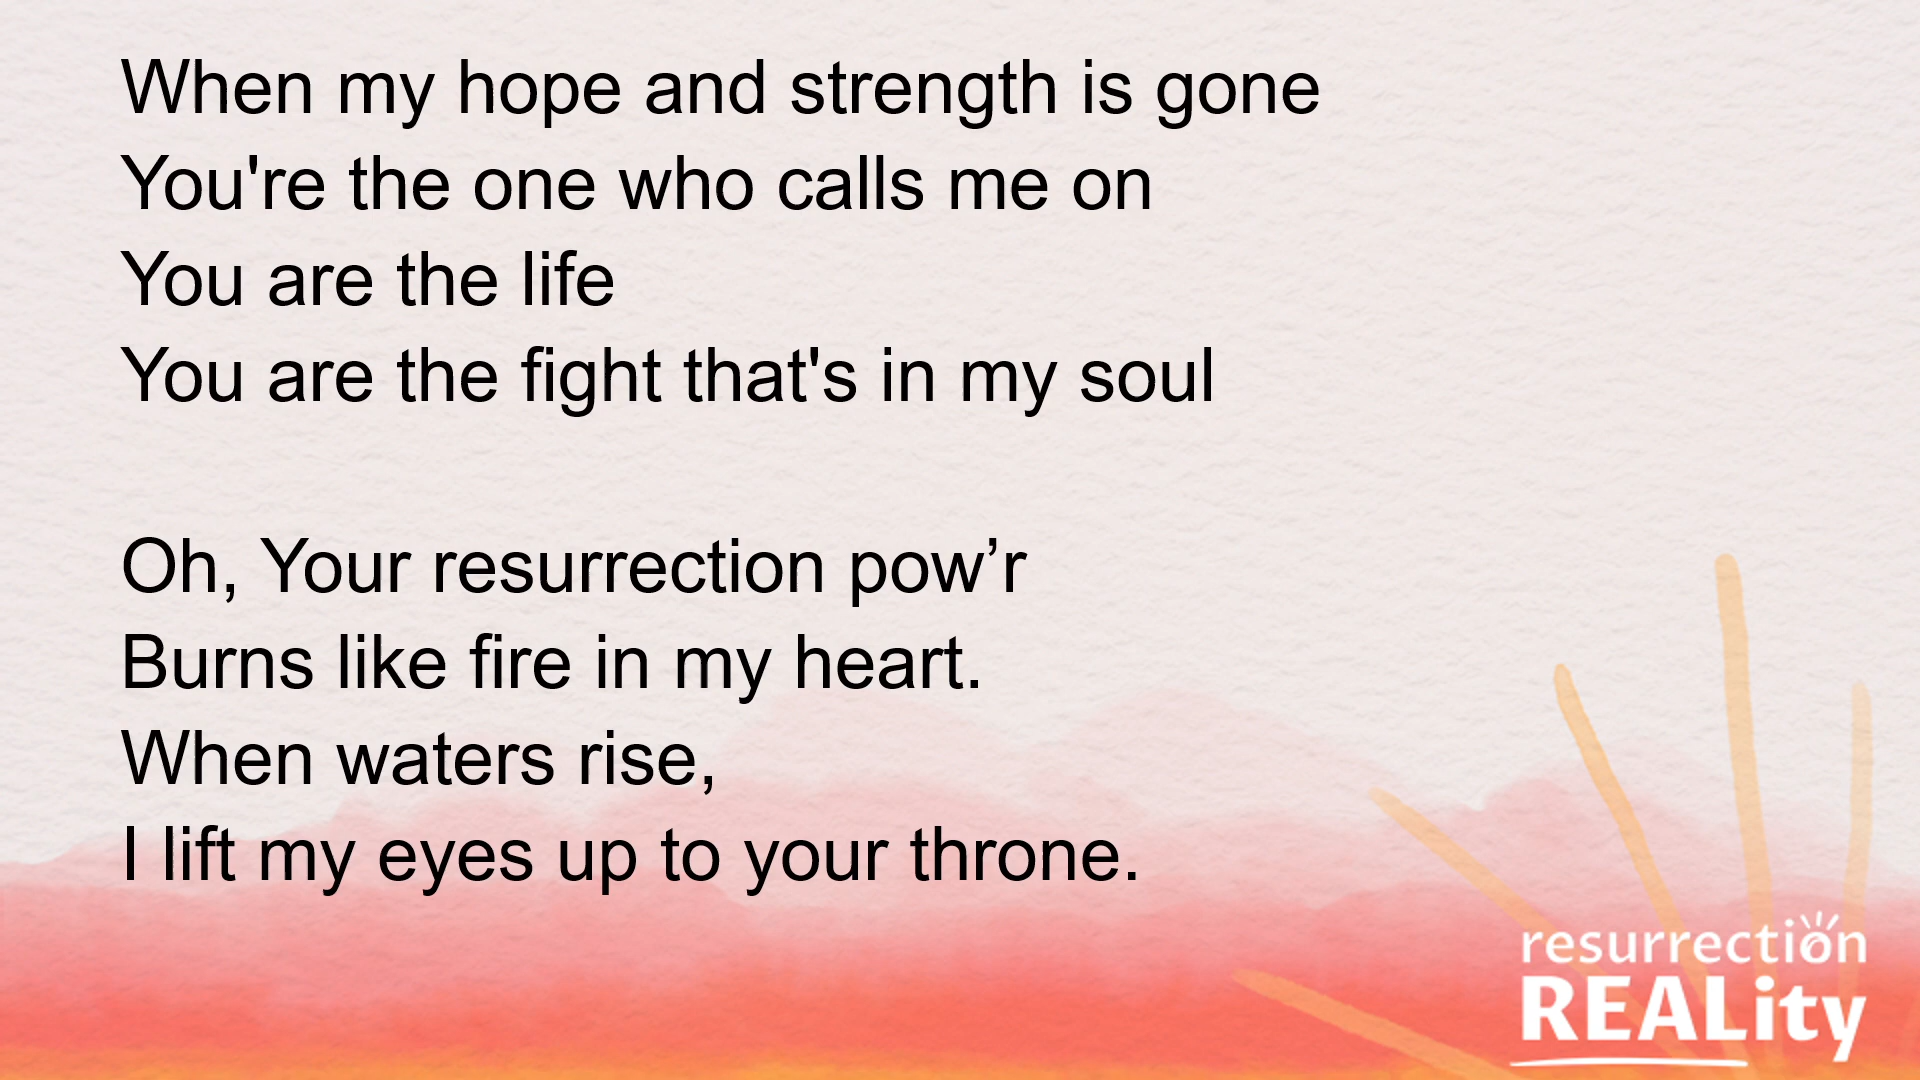 When my hope and strength is gone
You're the one who calls me on
You are the life
You are the fight that's in my soul
Oh, Your resurrection pow’r
Burns like fire in my heart.
When waters rise,
I lift my eyes up to your throne.
resurrection
REALity